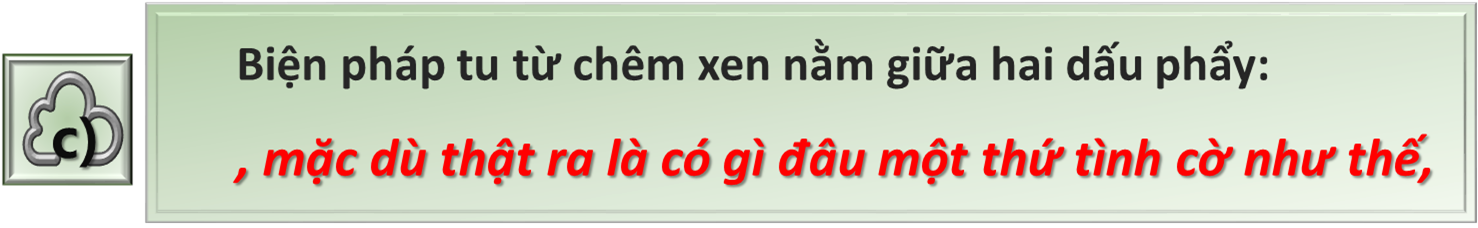 c)
Biện pháp tu từ chêm xen nằm giữa hai dấu phẩy:
, mặc dù thật ra là có gì đâu một thứ tình cờ như thế,